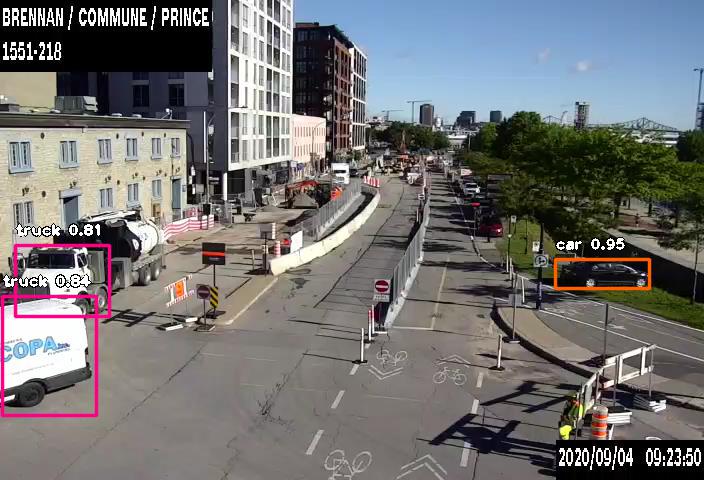 BRENNAN / COMMUNE / PRINCE
1551-218
truck 0.81
truck 0.84
car 0.95
COPA
2020/09/04 09:23:50